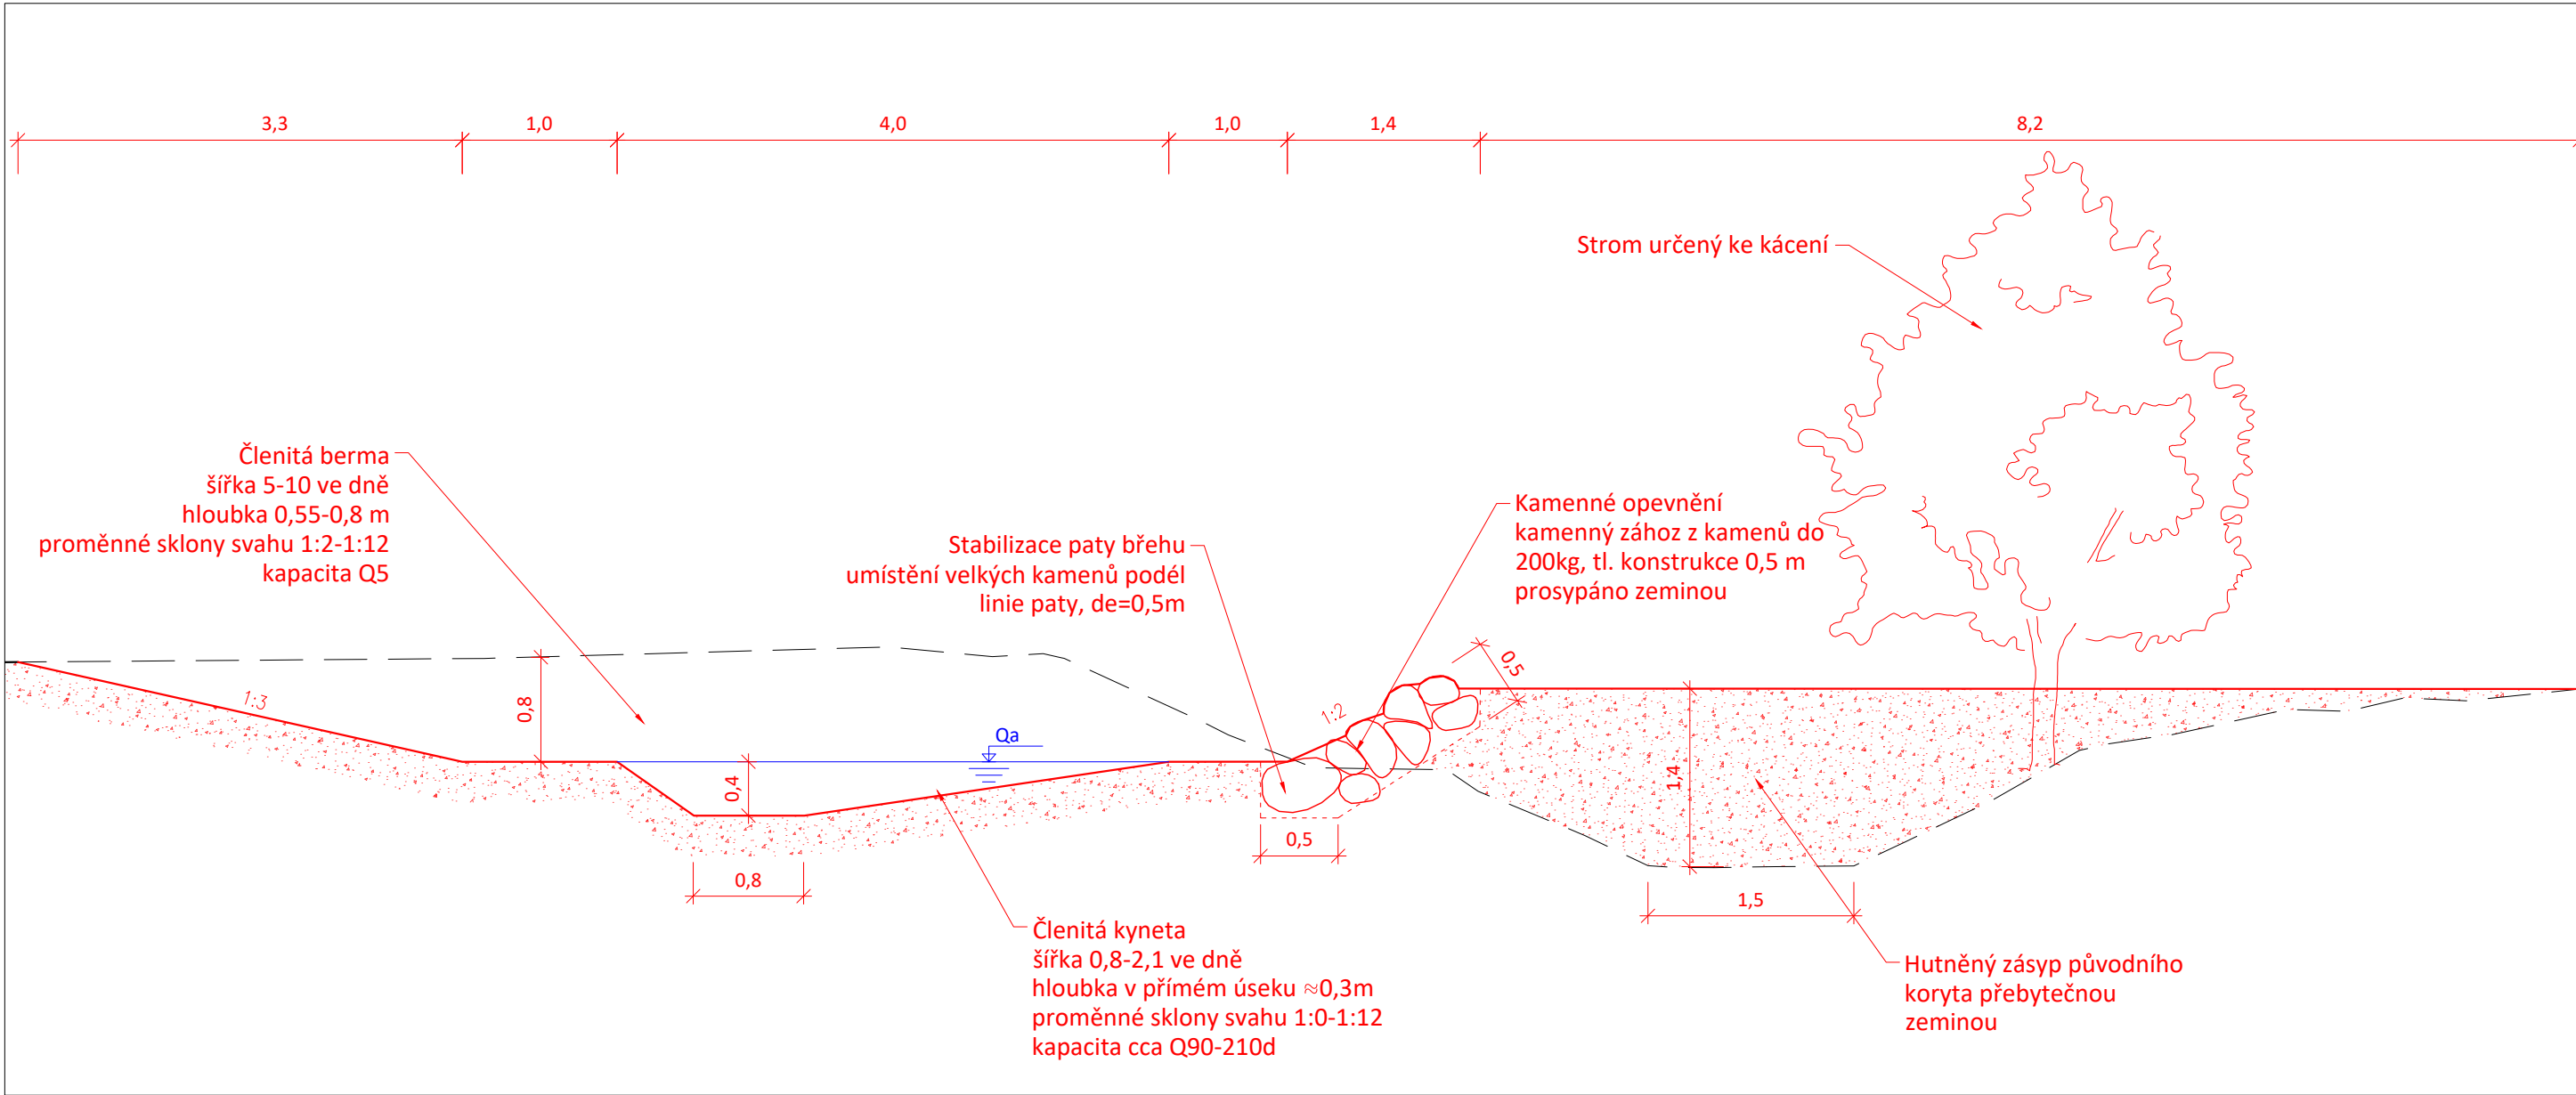 3,3
1,0
4,0
1,0
1,4
8,2
Strom určený ke kácení
Členitá berma
šířka 5-10 ve dně
hloubka 0,55-0,8 m
proměnné sklony svahu 1:2-1:12
kapacita Q5
Stabilizace paty břehu
umístění velkých kamenů podél
linie paty, de=0,5m
Kamenné opevnění
kamenný zához z kamenů do
200kg, tl. konstrukce 0,5 m
prosypáno zeminou
1:3
0,8
Qa
0,4
1:2
0,5
1,4
0,5
0,8
1,5
Členitá kyneta
šířka 0,8-2,1 ve dně
hloubka v přímém úseku ≈0,3m
proměnné sklony svahu 1:0-1:12
kapacita cca Q90-210d
Hutněný zásyp původního
koryta přebytečnou
zeminou